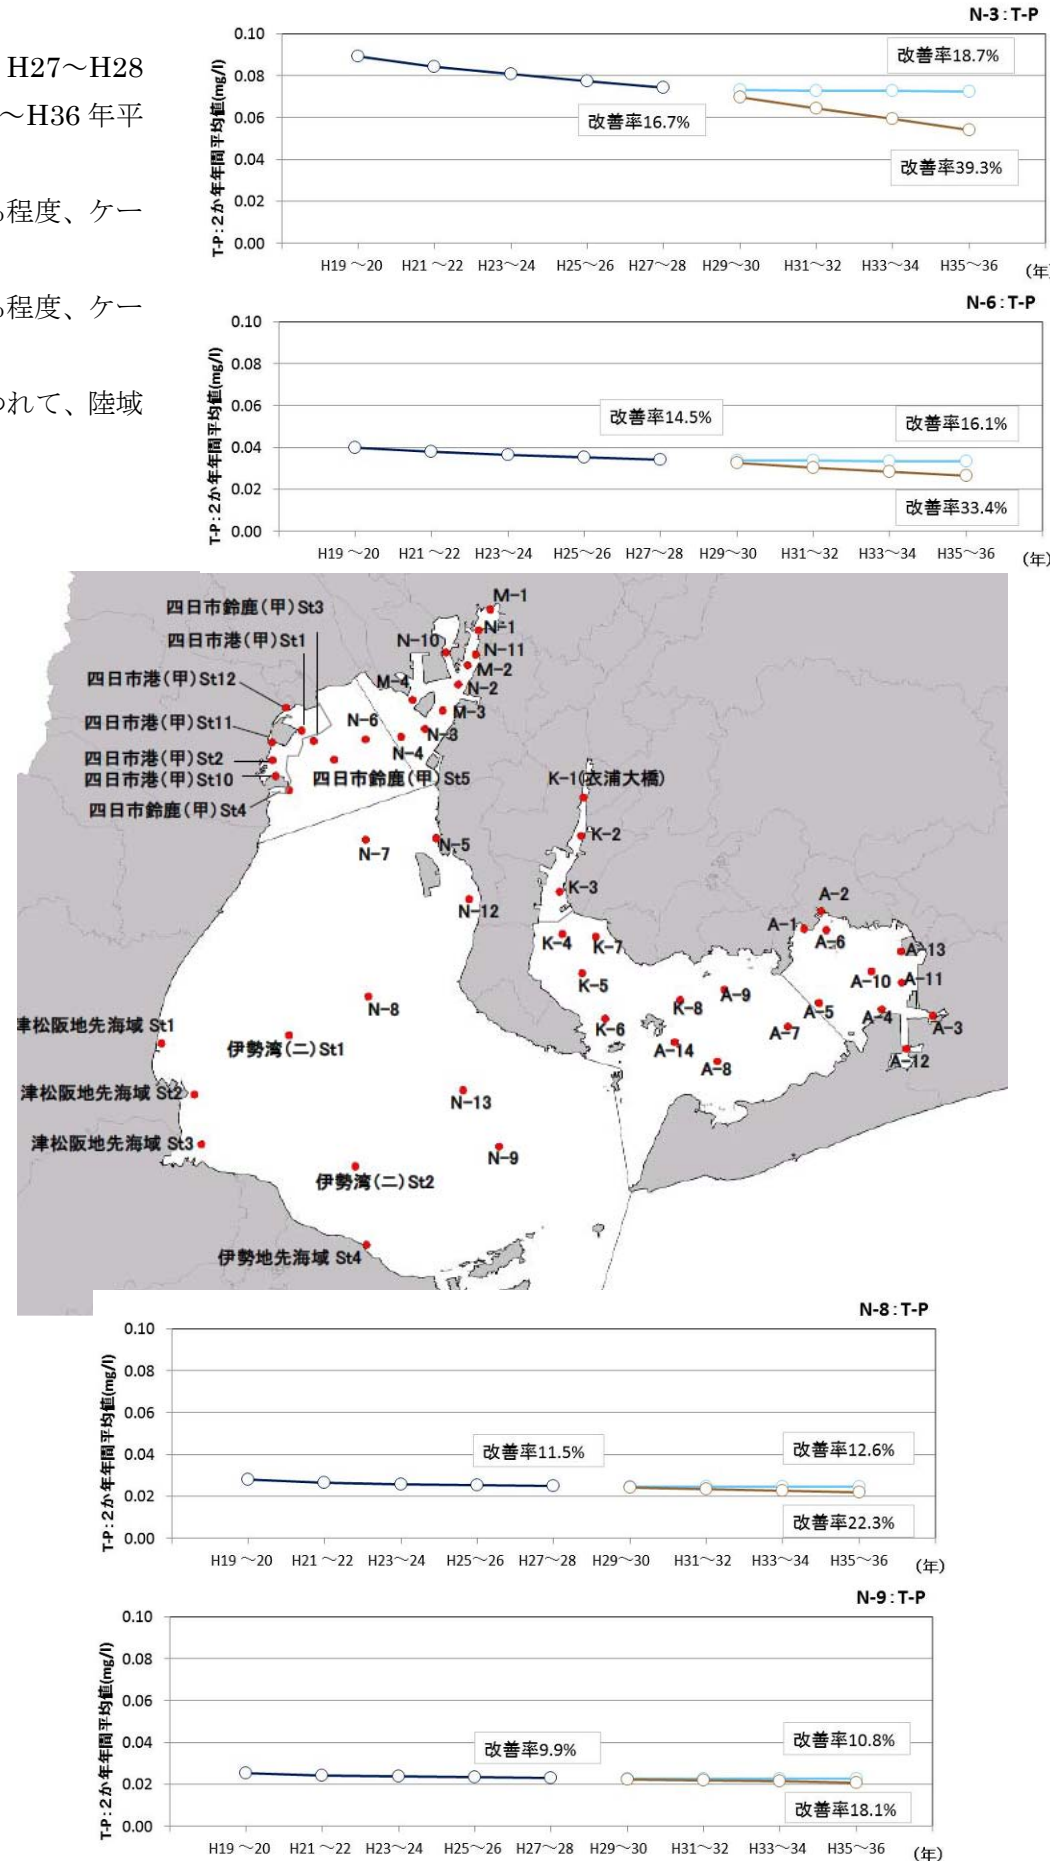 H27～H28
～H36 年平
程度、ケー
程度、ケー
れて、陸域
N-3：T-P
T-P：2か年年間平均値(mg/l)
0.10
0.08
0.06
0.04
0.02
0.00
改善率18.7%
改善率16.7%
改善率39.3%
H19 ～20
H21～22
H23～24
H25～26
H27～28
H29～30
H31～32
H33～34
H35～36
(年)
N-6：T-P
T-P：2か年年間平均値(mg/l)
0.10
0.08
0.06
0.04
0.02
0.00
改善率14.5%
改善率16.1%
改善率33.4%
H19 ～20
H21～22
H23～24
H25～26
H27～28
H29～30
H31～32
H33～34
H35～36
(年)
四日市鈴鹿(甲)St3
四日市港(甲)St1
四日市港(甲)St12
四日市港(甲)St11
四日市港(甲)St2
四日市港(甲)St10
四日市鈴鹿(甲)St4
四日市鈴鹿(甲)St5
M-1
N-1
N-10
N-11
M-2
M-4
N-2
M-3
N-6
N-3
N-4
K-1(衣浦大橋)
K-2
N-7
N-5
K-3
N-12
A-2
A-1
A-6
K-4
K-7
A-13
K-5
A-10
A-11
N-8
K-8
A-9
A-5
A-4
A-3
K-6
A-7
津松阪地先海域 St1
伊勢湾(二)St1
A-14
A-8
A-12
津松阪地先海域 St2
N-13
津松阪地先海域 St3
N-9
伊勢湾(二)St2
伊勢地先海域 St4
N-8：T-P
T-P：2か年年間平均値(mg/l)
0.10
0.08
0.06
0.04
0.02
0.00
改善率11.5%
改善率12.6%
改善率22.3%
H19 ～20
H21 ～22
H23～24
H25～26
H27～28
H29～30
H31～32
H33～34
H35～36
(年)
N-9：T-P
T-P：2か年年間平均値(mg/l)
0.10
0.08
0.06
0.04
0.02
0.00
改善率9.9%
改善率10.8%
改善率18.1%
H19 ～20
H21 ～22
H23～24
H25～26
H27～28
H29～30
H31～32
H33～34
H35～36
(年)